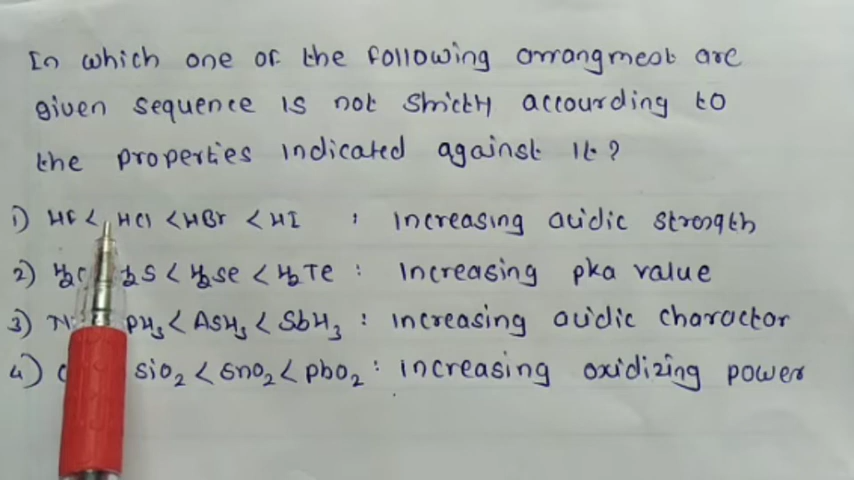 In which one of the following arrangment are
given sequence is not strictly accourding to
the properties indicated against it?
1) HF < HCl < HBr < HI : increasing acidic strength
2) H₂S < H₂Se < H₂Te : increasing pka value
3) PH₃ < AsH₃ < SbH₃ : increasing acidic charactor
4) SiO₂ < SnO₂ < PbO₂ : increasing oxidizing power